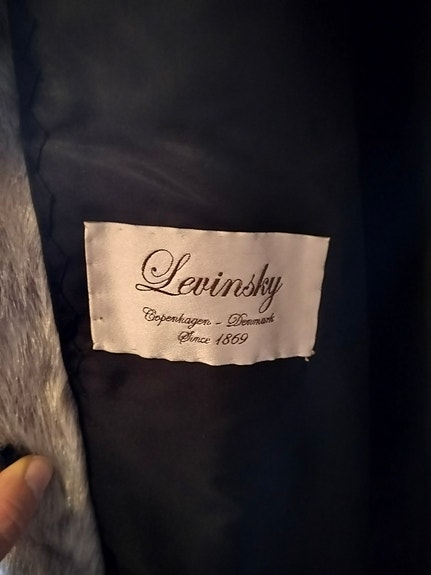 Levinsky
Copenhagen - Denmark
Since 1869